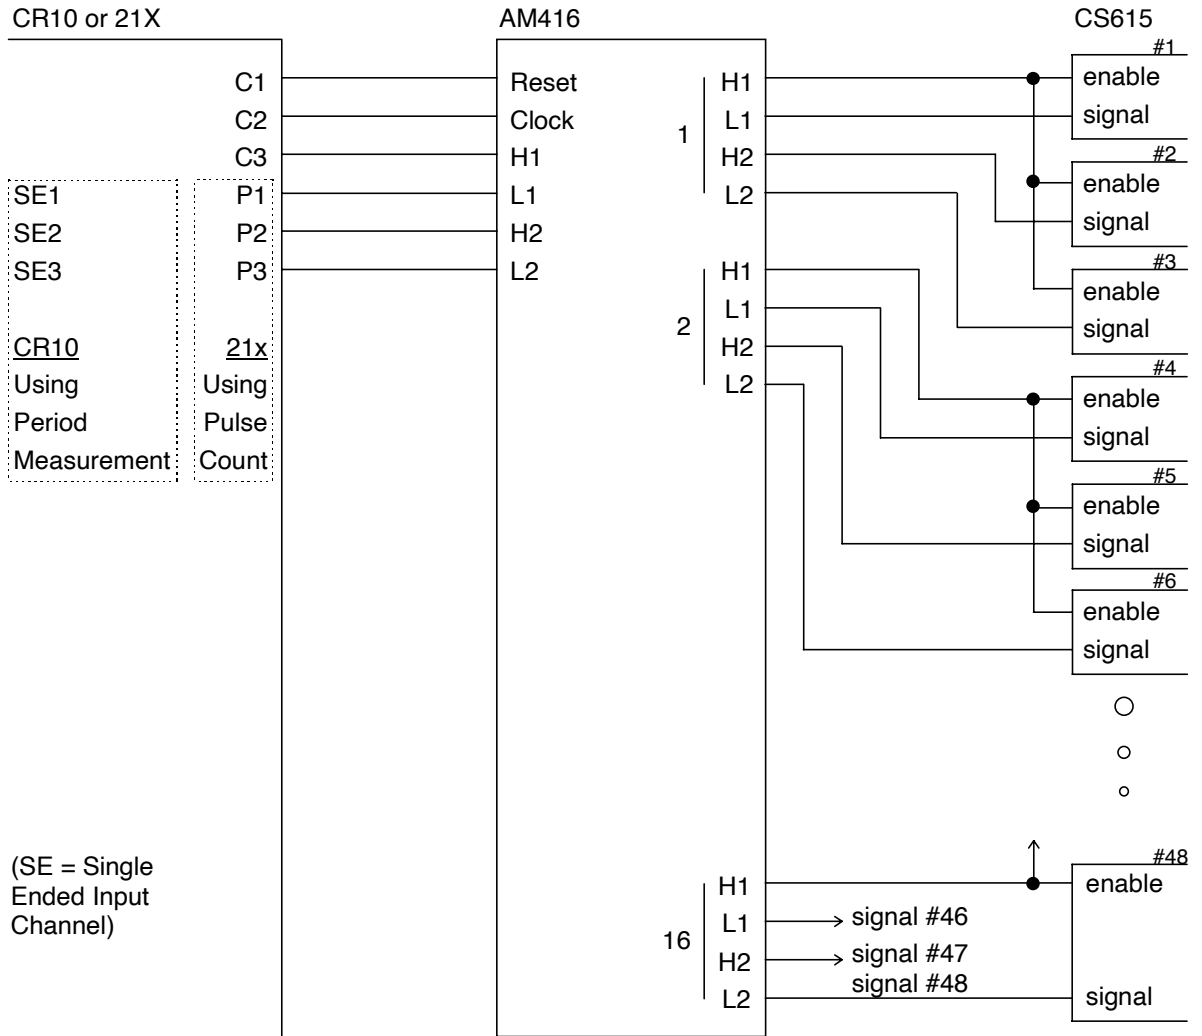 CR10 or 21X
AM416
CS615
C1
C2
C3
SE1 P1
SE2 P2
SE3 P3
CR10 21x
Using Using
Period Pulse
Measurement Count
(SE = Single
Ended Input
Channel)
Reset
Clock
H1
L1
H2
L2
1
H1
L1
H2
L2
2
H1
L1
H2
L2
16
H1
L1
H2
L2
signal #46
signal #47
signal #48
#1
enable
signal
#2
enable
signal
#3
enable
signal
#4
enable
signal
#5
enable
signal
#6
enable
signal
#48
enable
signal